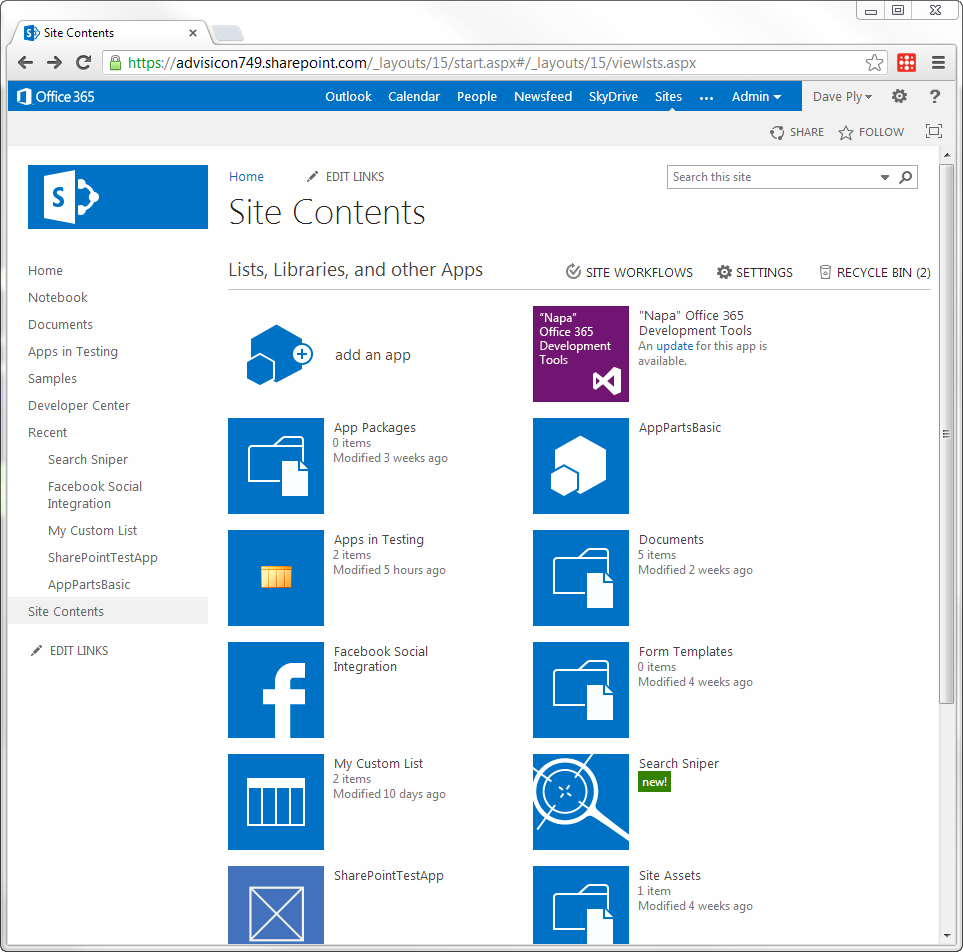 Site Contents
https://advisicon749.sharepoint.com/_layouts/15/start.aspx#/_layouts/15/viewlsts.aspx
Office 365
Outlook Calendar People Newsfeed SkyDrive Sites ... Admin
Dave Ply
?
SHARE FOLLOW
S
Home EDIT LINKS
Search this site
Site Contents
Home
Notebook
Documents
Apps in Testing
Samples
Developer Center
Recent
Search Sniper
Facebook Social
Integration
My Custom List
SharePointTestApp
AppPartsBasic
Site Contents
EDIT LINKS
Lists, Libraries, and other Apps
SITE WORKFLOWS SETTINGS RECYCLE BIN (2)
add an app
"Napa"
Office 365
Development
Tools
"Napa" Office 365
Development Tools
An update for this app is
available.
App Packages
0 items
Modified 3 weeks ago
AppPartsBasic
Apps in Testing
2 items
Modified 5 hours ago
Documents
5 items
Modified 2 weeks ago
Facebook Social
Integration
Form Templates
0 items
Modified 4 weeks ago
My Custom List
2 items
Modified 10 days ago
Search Sniper
new!
SharePointTestApp
Site Assets
1 item
Modified 4 weeks ago